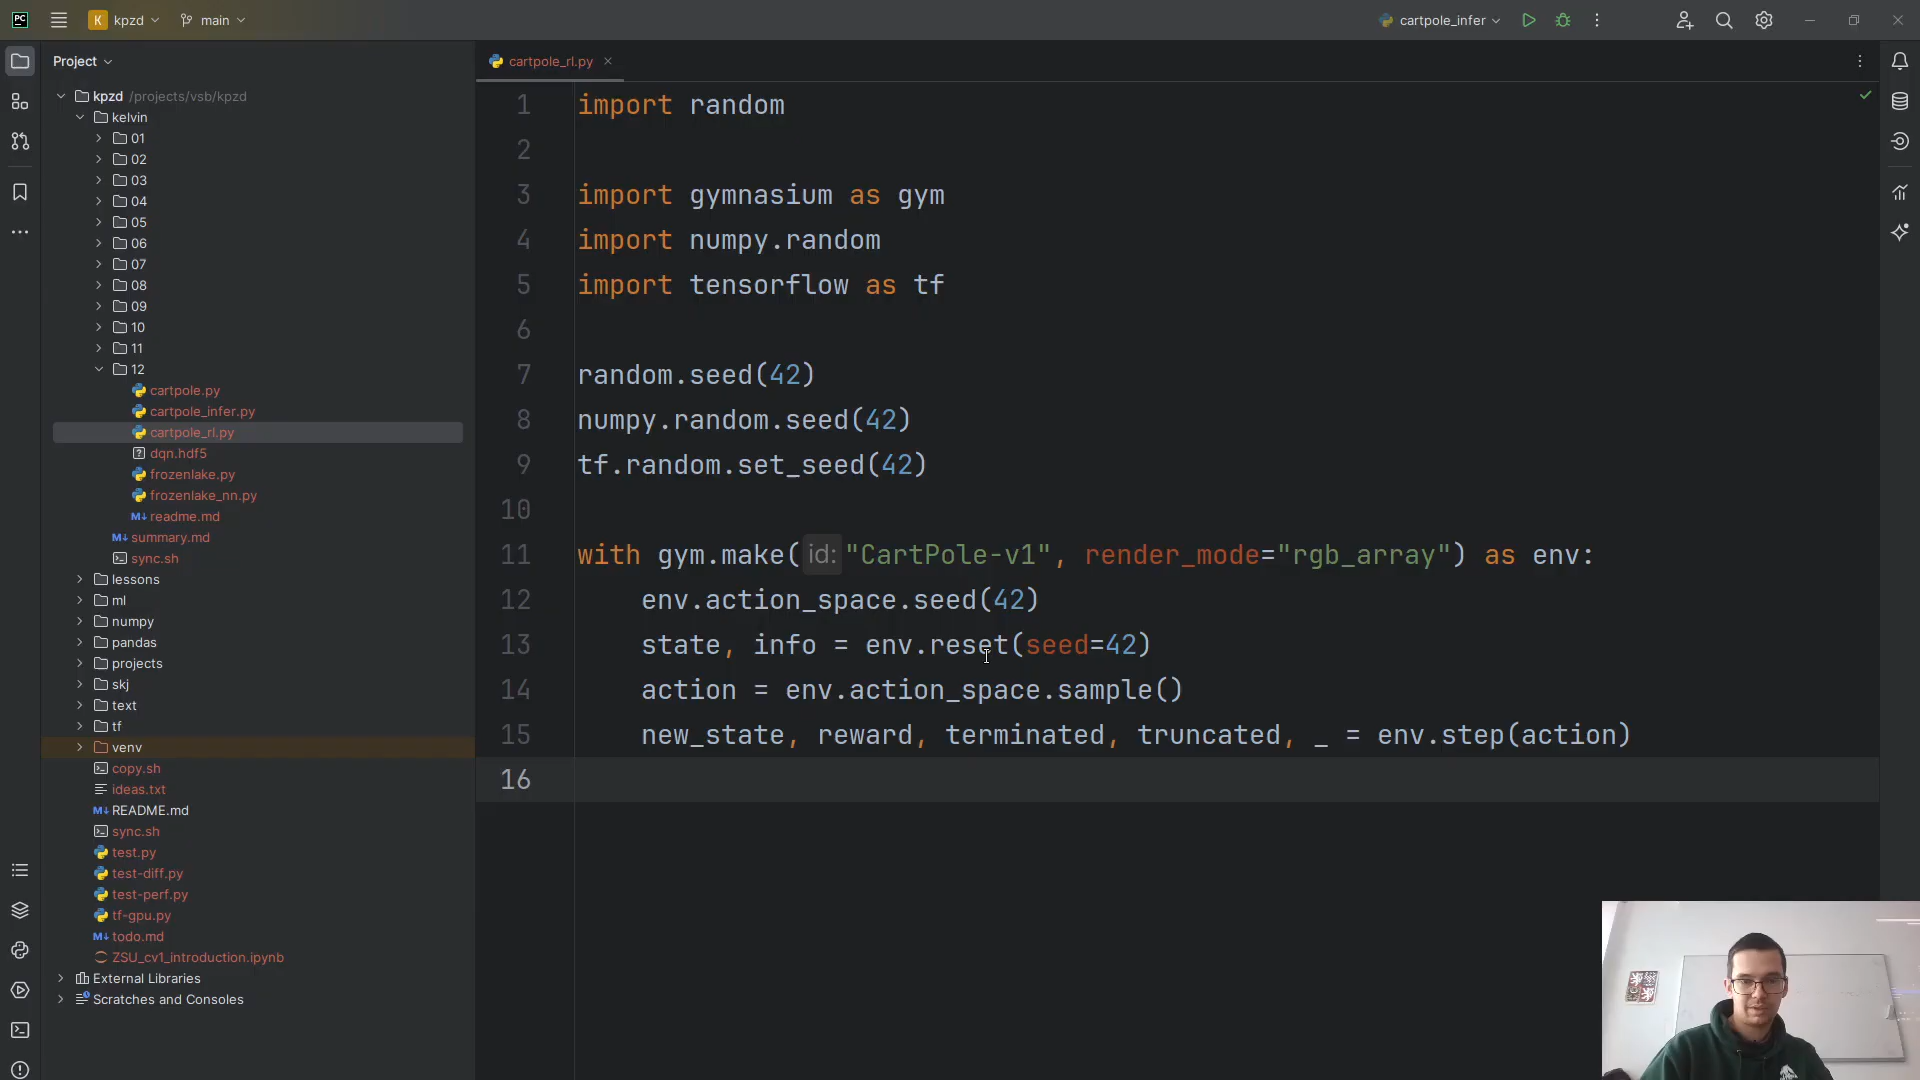 PC
K kpzd
main
cartpole_infer
Project
cartpole_rl.py
kpzd /projects/vsb/kpzd
kelvin
01
02
03
04
05
06
07
08
09
10
11
12
cartpole.py
cartpole_infer.py
cartpole_rl.py
dqn.hdf5
frozenlake.py
frozenlake_nn.py
readme.md
summary.md
sync.sh
lessons
ml
numpy
pandas
projects
skj
text
tf
venv
copy.sh
ideas.txt
README.md
sync.sh
test.py
test-diff.py
test-perf.py
tf-gpu.py
todo.md
ZSU_cv1_introduction.ipynb
External Libraries
Scratches and Consoles
1 import random
2
3 import gymnasium as gym
4 import numpy.random
5 import tensorflow as tf
6
7 random.seed(42)
8 numpy.random.seed(42)
9 tf.random.set_seed(42)
10
11 with gym.make(id:"CartPole-v1", render_mode="rgb_array") as env:
12 env.action_space.seed(42)
13 state, info = env.reset(seed=42)
14 action = env.action_space.sample()
15 new_state, reward, terminated, truncated, _ = env.step(action)
16